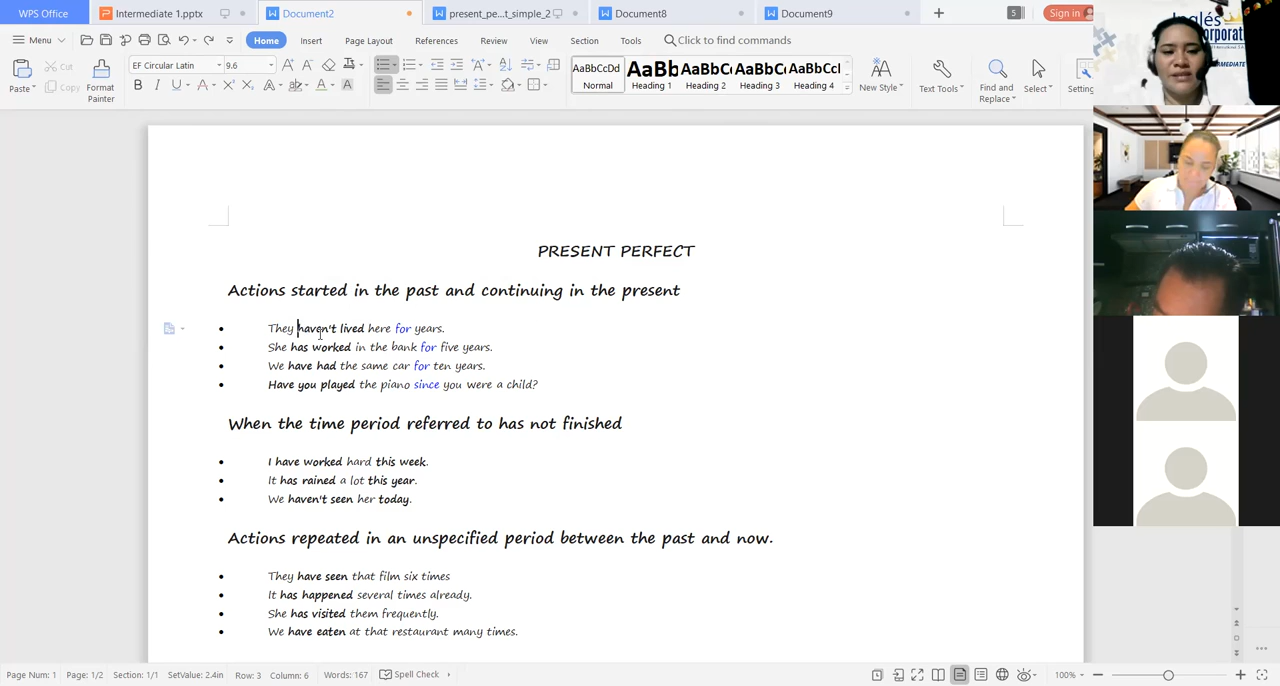 WPS Office
Intermediate 1.pptx
Document2
present_pe...t_simple_2
Document8
Document9
+
S
Sign in
Menu
Home
Insert
Page Layout
References
Review
View
Section
Tools
Click to find commands
Paste
Cut
Copy
Format Painter
EF Circular Latin
9.6
AaBbCcDd
Normal
AaBb
Heading 1
AaBbC
Heading 2
AaBbC
Heading 3
AaBbCcl
Heading 4
New Style
Text Tools
Find and Replace
Select
Setting
Inglés
PRESENT PERFECT
Actions started in the past and continuing in the present
• They haven't lived here for years.
• She has worked in the bank for five years.
• We have had the same car for ten years.
• Have you played the piano since you were a child?
When the time period referred to has not finished
• I have worked hard this week.
• It has rained a lot this year.
• We haven't seen her today.
Actions repeated in an unspecified period between the past and now.
• They have seen that film six times
• It has happened several times already.
• She has visited them frequently.
• We have eaten at that restaurant many times.
Page Num: 1
Page: 1/2
Section: 1/1
SetValue: 2.4in
Row: 3
Column: 6
Words: 167
Spell Check
100%